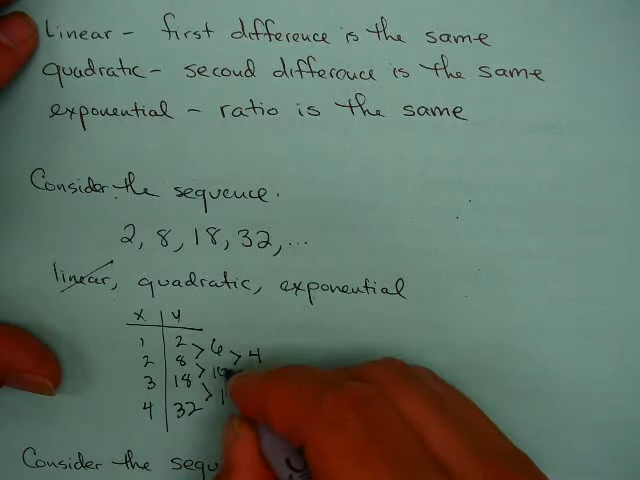 Linear - first difference is the same
quadratic - second difference is the same
exponential - ratio is the same
Consider the sequence.
2, 8, 18, 32, ...
linear, quadratic, exponential
x y
1 2 > 6 > 4
2 8 > 10
3 18 >
4 32
Consider the